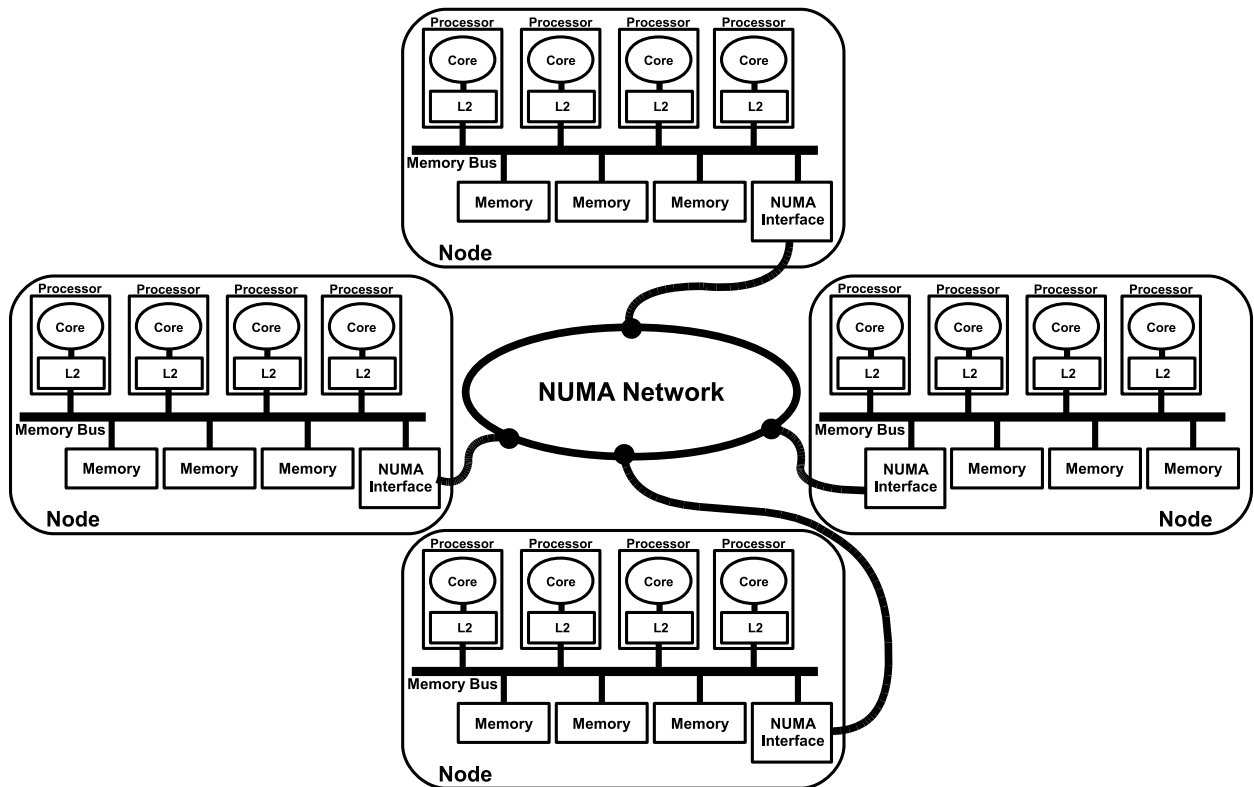 Processor Processor Processor Processor
Core Core Core Core
L2 L2 L2 L2
Memory Bus
Memory Memory Memory NUMA Interface
Node
Processor Processor Processor Processor
Core Core Core Core
L2 L2 L2 L2
Memory Bus
Memory Memory Memory NUMA Interface
Node
NUMA Network
Processor Processor Processor Processor
Core Core Core Core
L2 L2 L2 L2
Memory Bus
NUMA Interface Memory Memory Memory
Node
Processor Processor Processor Processor
Core Core Core Core
L2 L2 L2 L2
Memory Bus
Memory Memory Memory NUMA Interface
Node